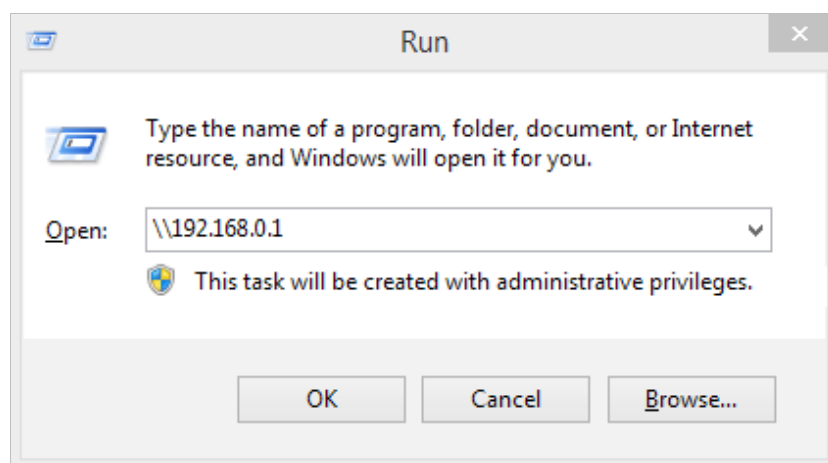 Run
Type the name of a program, folder, document, or Internet
resource, and Windows will open it for you.
Open: \\192.168.0.1
This task will be created with administrative privileges.
OK Cancel Browse...